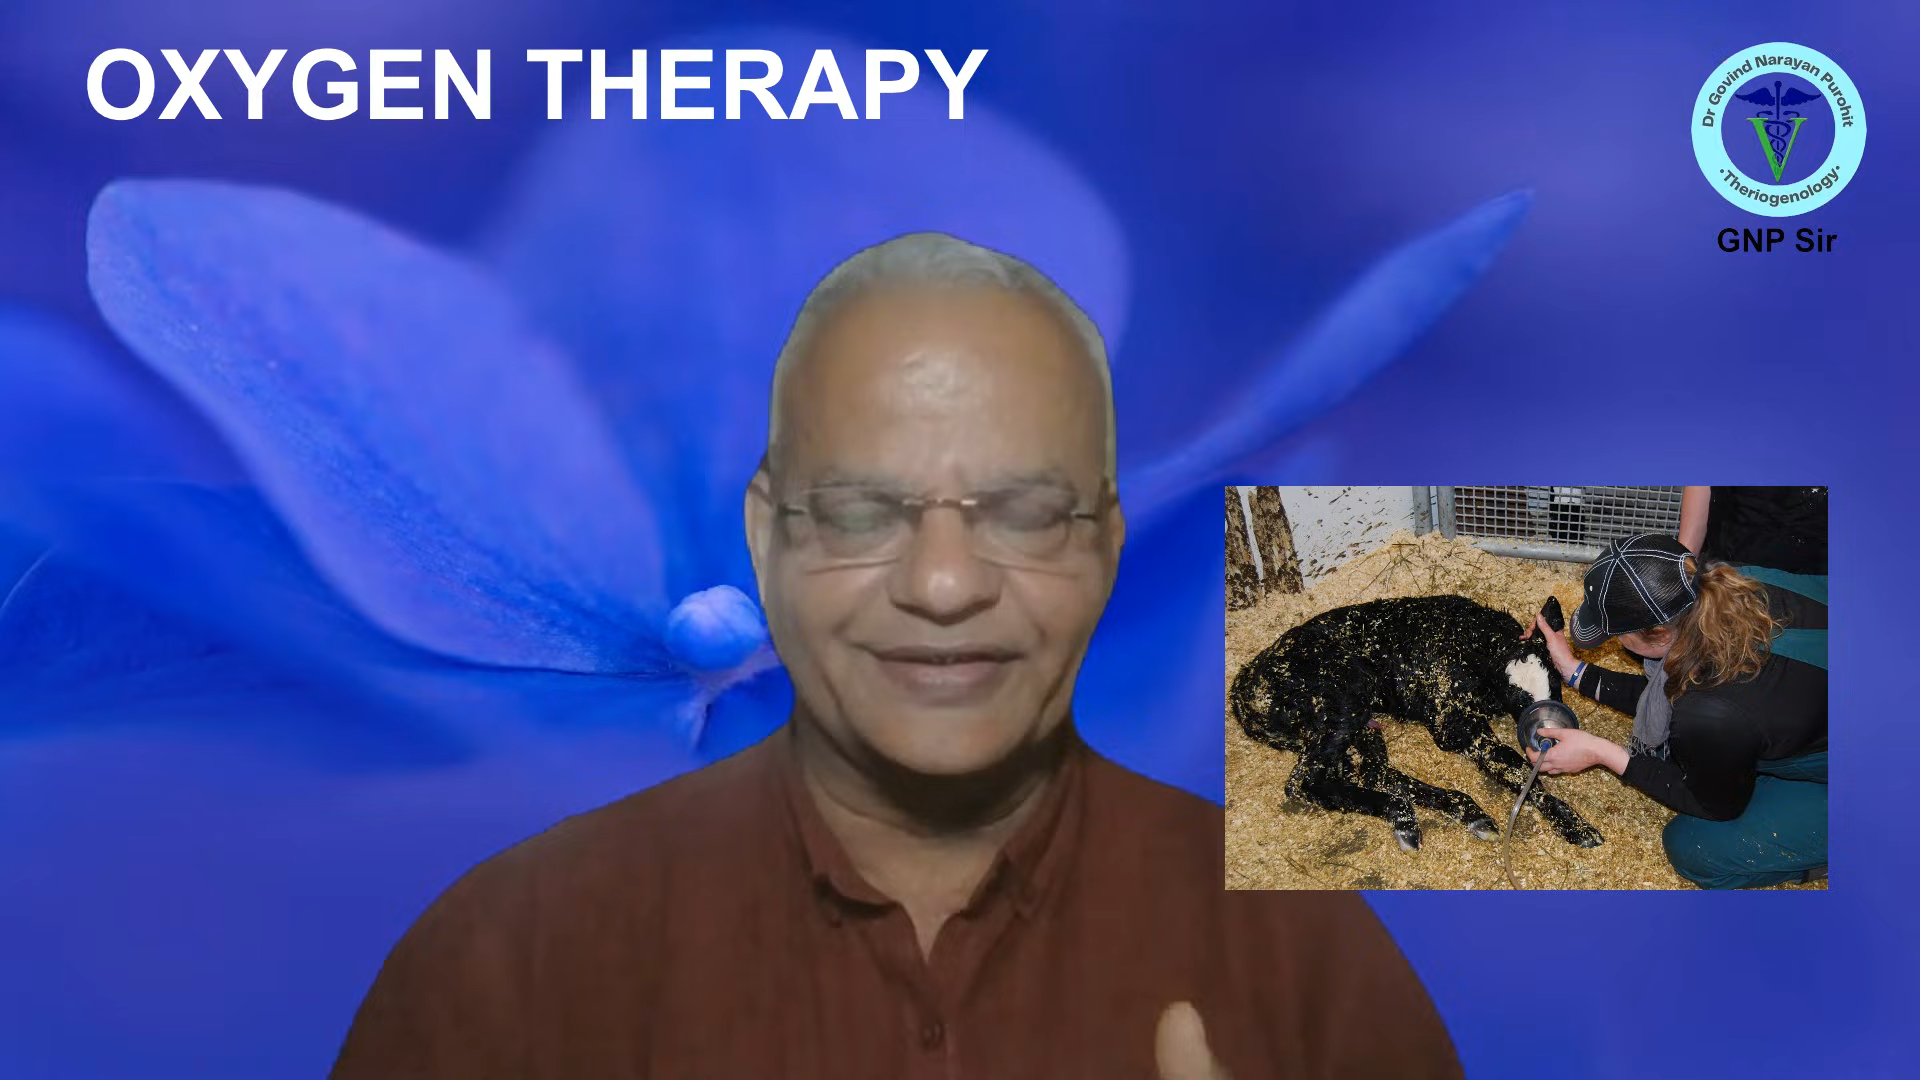 OXYGEN THERAPY
Dr Govind Narayan Purohit
V
·Theriogenology·
GNP Sir